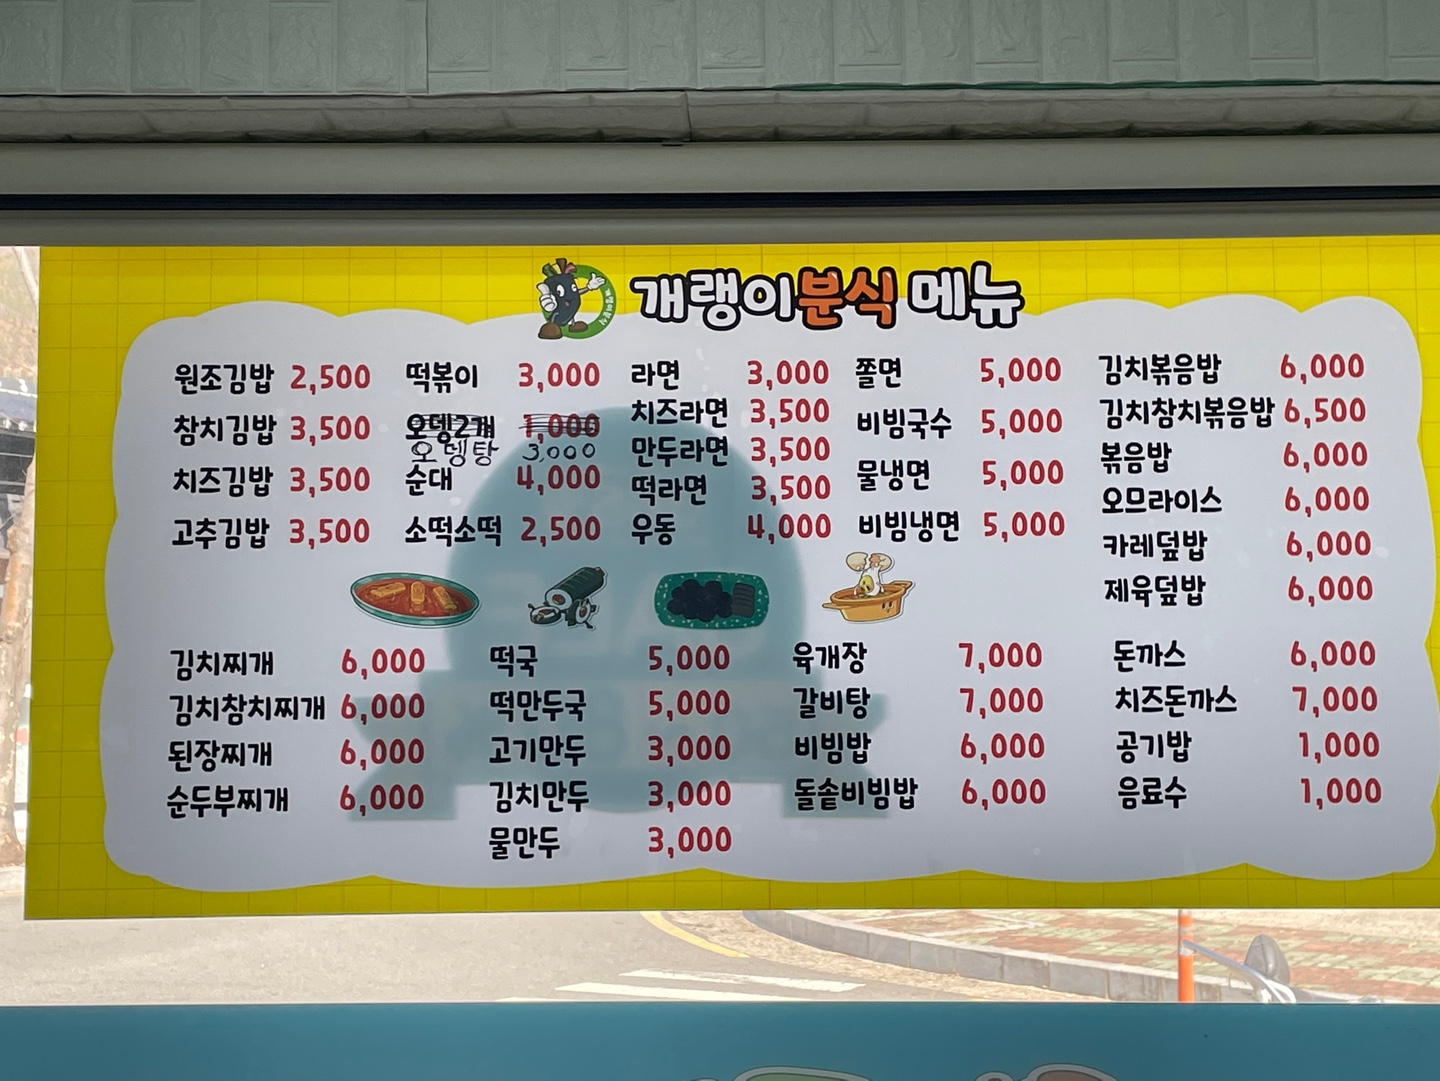 개랭이분식 메뉴
원조김밥 2,500
참치김밥 3,500
치즈김밥 3,500
고추김밥 3,500
떡볶이 3,000
오뎅2개 1,000
오뎅탕 3,000
순대 4,000
소떡소떡 2,500
라면 3,000
치즈라면 3,500
만두라면 3,500
떡라면 3,500
우동 4,000
쫄면 5,000
비빔국수 5,000
물냉면 5,000
비빔냉면 5,000
김치볶음밥 6,000
김치참치볶음밥 6,500
볶음밥 6,000
오므라이스 6,000
카레덮밥 6,000
제육덮밥 6,000
김치찌개 6,000
김치참치찌개 6,000
된장찌개 6,000
순두부찌개 6,000
떡국 5,000
떡만두국 5,000
고기만두 3,000
김치만두 3,000
물만두 3,000
육개장 7,000
갈비탕 7,000
비빔밥 6,000
돌솥비빔밥 6,000
돈까스 6,000
치즈돈까스 7,000
공기밥 1,000
음료수 1,000